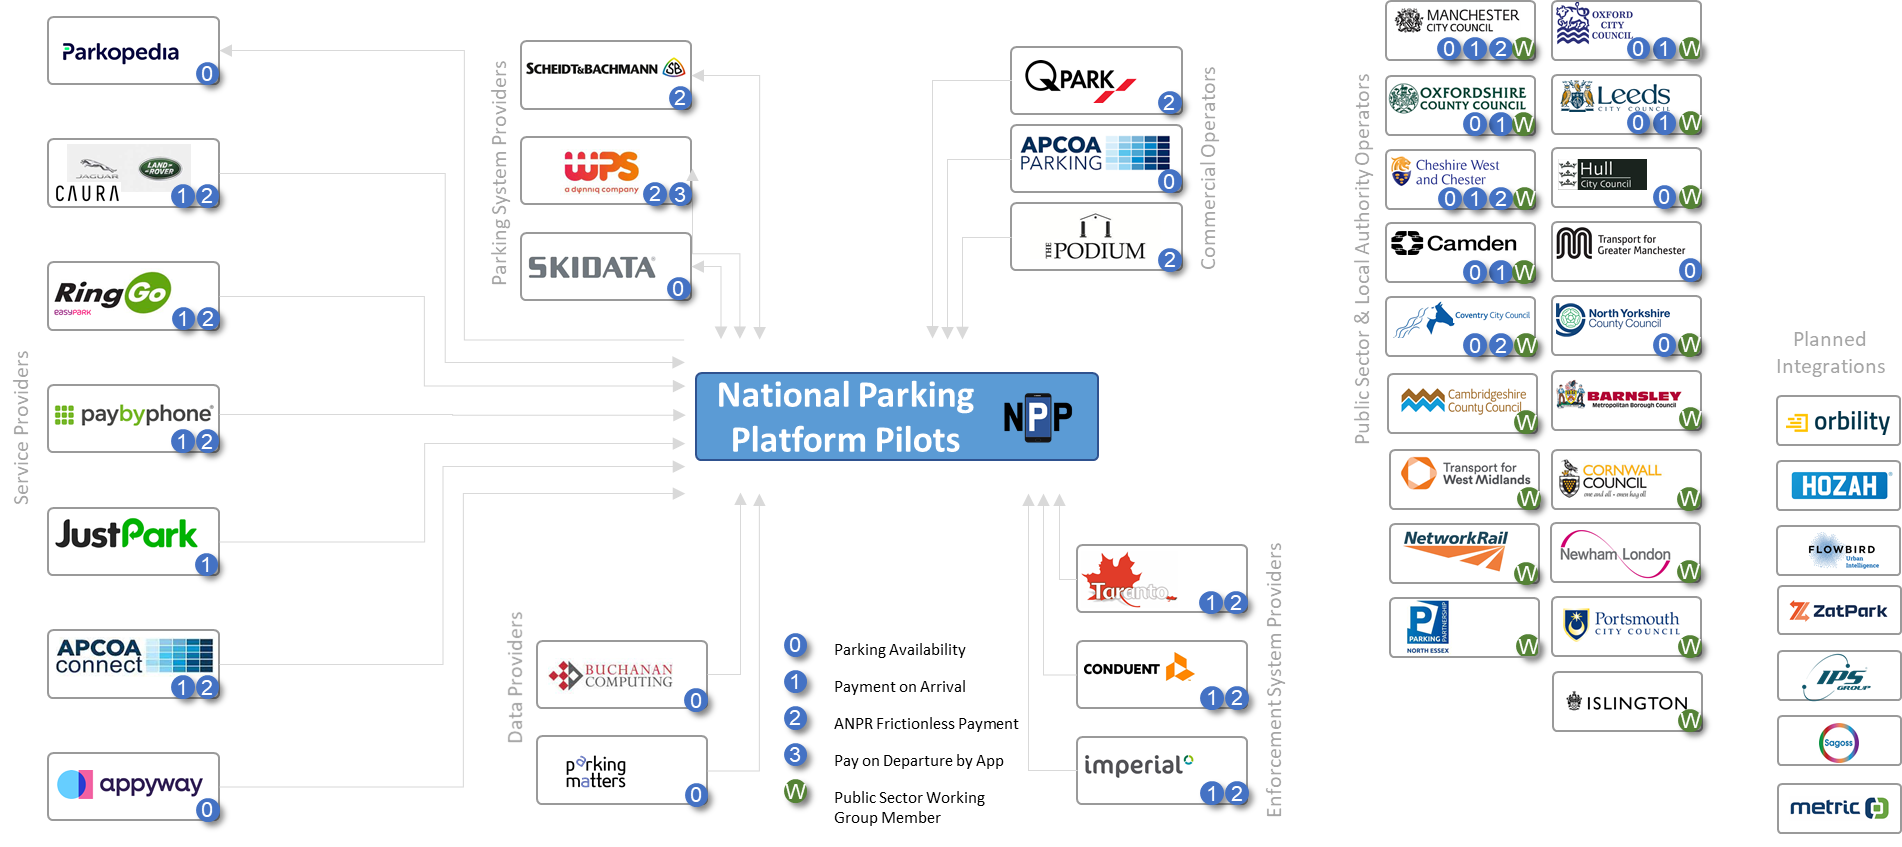 Service Providers
Parkopedia
0
JAGUAR
LAND-
ROVER
CAURA
1 2
RingGo
easypark
1 2
paybyphone®
1 2
JustPark
1
APCOA
connect
1 2
appyway
0
Parking System Providers
SCHEIDT&BACHMANN SB
2
WPS
a dynniq company
2 3
SKIDATA®
0
Commercial Operators
QPARK
2
APCOA
PARKING
0
THE PODIUM
2
National Parking
Platform Pilots
NPP
Data Providers
BUCHANAN
COMPUTING
0
parking
matters
0
0 Parking Availability
1 Payment on Arrival
2 ANPR Frictionless Payment
3 Pay on Departure by App
W Public Sector Working
Group Member
Enforcement System Providers
Taranto
1 2
CONDUENT
1 2
imperial
1 2
Public Sector & Local Authority Operators
MANCHESTER
CITY COUNCIL
0 1 2 W
OXFORD
CITY
COUNCIL
0 1 W
OXFORDSHIRE
COUNTY COUNCIL
0 1 W
Leeds
CITY COUNCIL
0 1 W
Cheshire West
and Chester
0 1 2 W
Hull
City Council
0 W
Camden
0 1 W
Transport for
Greater Manchester
0
Coventry City Council
0 2 W
North Yorkshire
County Council
0 W
Cambridgeshire
County Council
W
BARNSLEY
Metropolitan Borough Council
W
Transport for
West Midlands
W
CORNWALL
COUNCIL
one and all • onen hag oll
W
NetworkRail
W
Newham London
W
P
PARKING
PARTNERSHIP
NORTH ESSEX
W
Portsmouth
CITY COUNCIL
W
ISLINGTON
W
Planned
Integrations
orbility
HOZAH®
FLOWBIRD
Urban
Intelligence
ZatPark
IPS
GROUP
Sagoss
metric